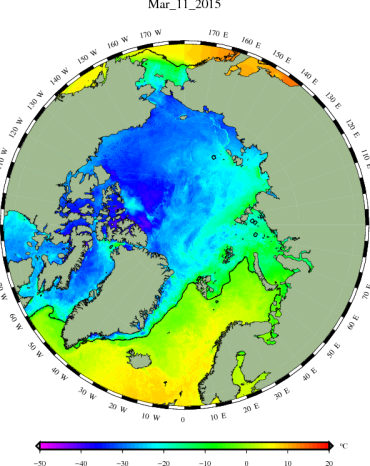 Mar_11_2015
170 W
170 E
160 W
160 E
150 W
150 E
140 W
140 E
130 W
130 E
120 W
120 E
110 E
70 E
60 W
60 E
50 W
50 E
40 W
40 E
30 W
30 E
20 W
20 E
10 W
10 E
0
-50 -40 -30 -20 -10 0 10 20 °C